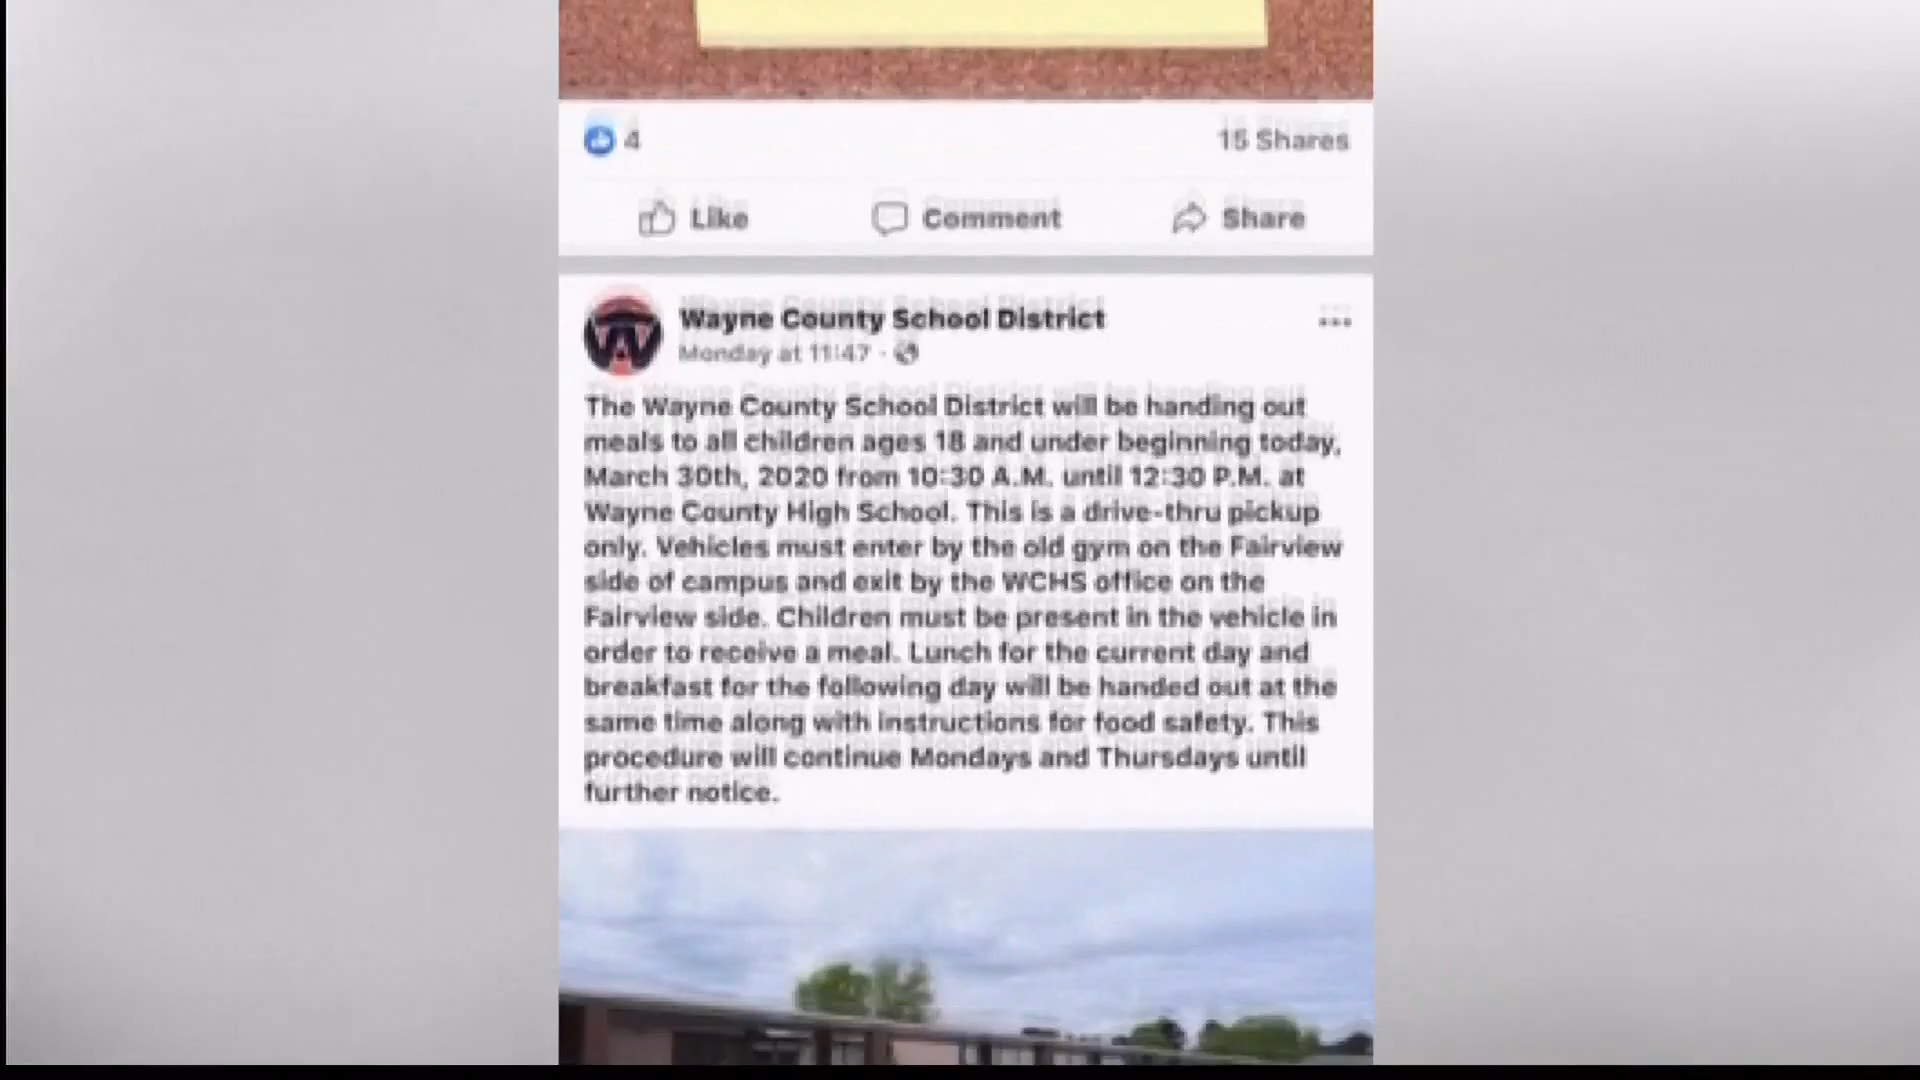 4
15 Shares
Like
Comment
Share
Wayne County School District
Monday at 11:47 ·
The Wayne County School District will be handing out
meals to all children ages 18 and under beginning today,
March 30th, 2020 from 10:30 A.M. until 12:30 P.M. at
Wayne County High School. This is a drive-thru pickup
only. Vehicles must enter by the old gym on the Fairview
side of campus and exit by the WCHS office on the
Fairview side. Children must be present in the vehicle in
order to receive a meal. Lunch for the current day and
breakfast for the following day will be handed out at the
same time along with instructions for food safety. This
procedure will continue Mondays and Thursdays until
further notice.